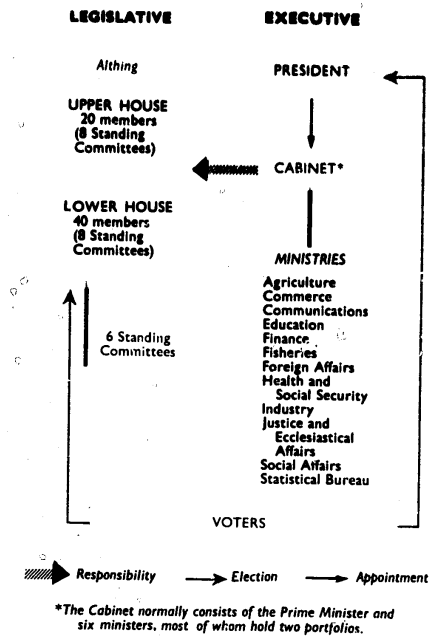 LEGISLATIVE
Althing
UPPER HOUSE
20 members
(8 Standing
Committees)
LOWER HOUSE
40 members
(8 Standing
Committees)
6 Standing
Committees
EXECUTIVE
PRESIDENT
CABINET*
MINISTRIES
Agriculture
Commerce
Communications
Education
Finance
Fisheries
Foreign Affairs
Health and
Social Security
Industry
Justice and
Ecclesiastical
Affairs
Social Affairs
Statistical Bureau
VOTERS
Responsibility
Election
Appointment
*The Cabinet normally consists of the Prime Minister and
six ministers, most of whom hold two portfolios.